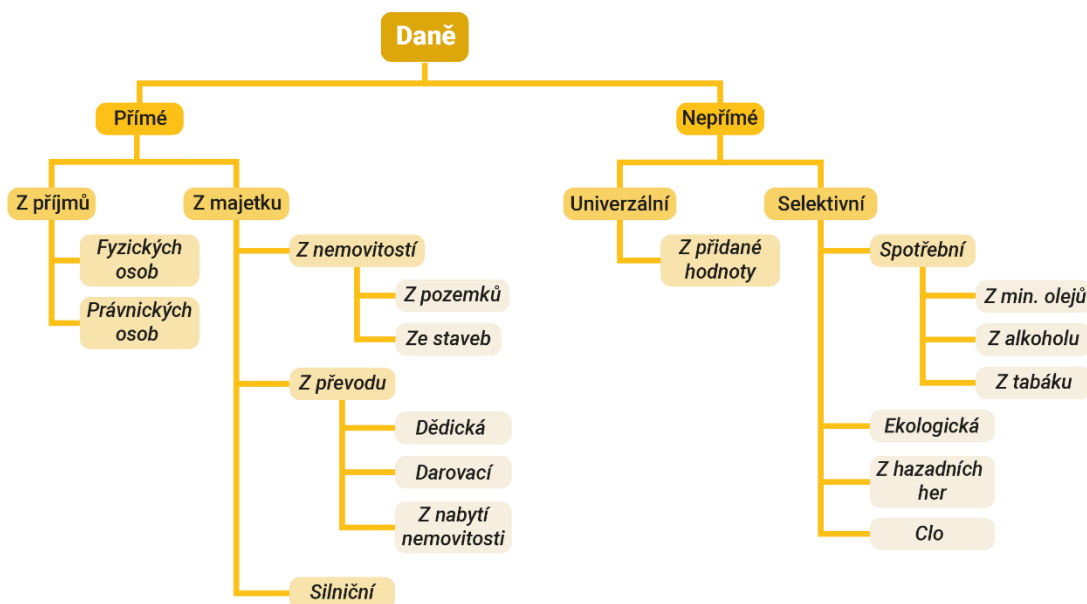 Daně
Přímé
Nepřímé
Z příjmů
Z majetku
Univerzální
Selektivní
Fyzických
osob
Právnických
osob
Z nemovitostí
Z pozemků
Ze staveb
Z převodu
Dědická
Darovací
Z nabytí
nemovitosti
Silniční
Z přidané
hodnoty
Spotřební
Z min. olejů
Z alkoholu
Z tabáku
Ekologická
Z hazadních
her
Clo